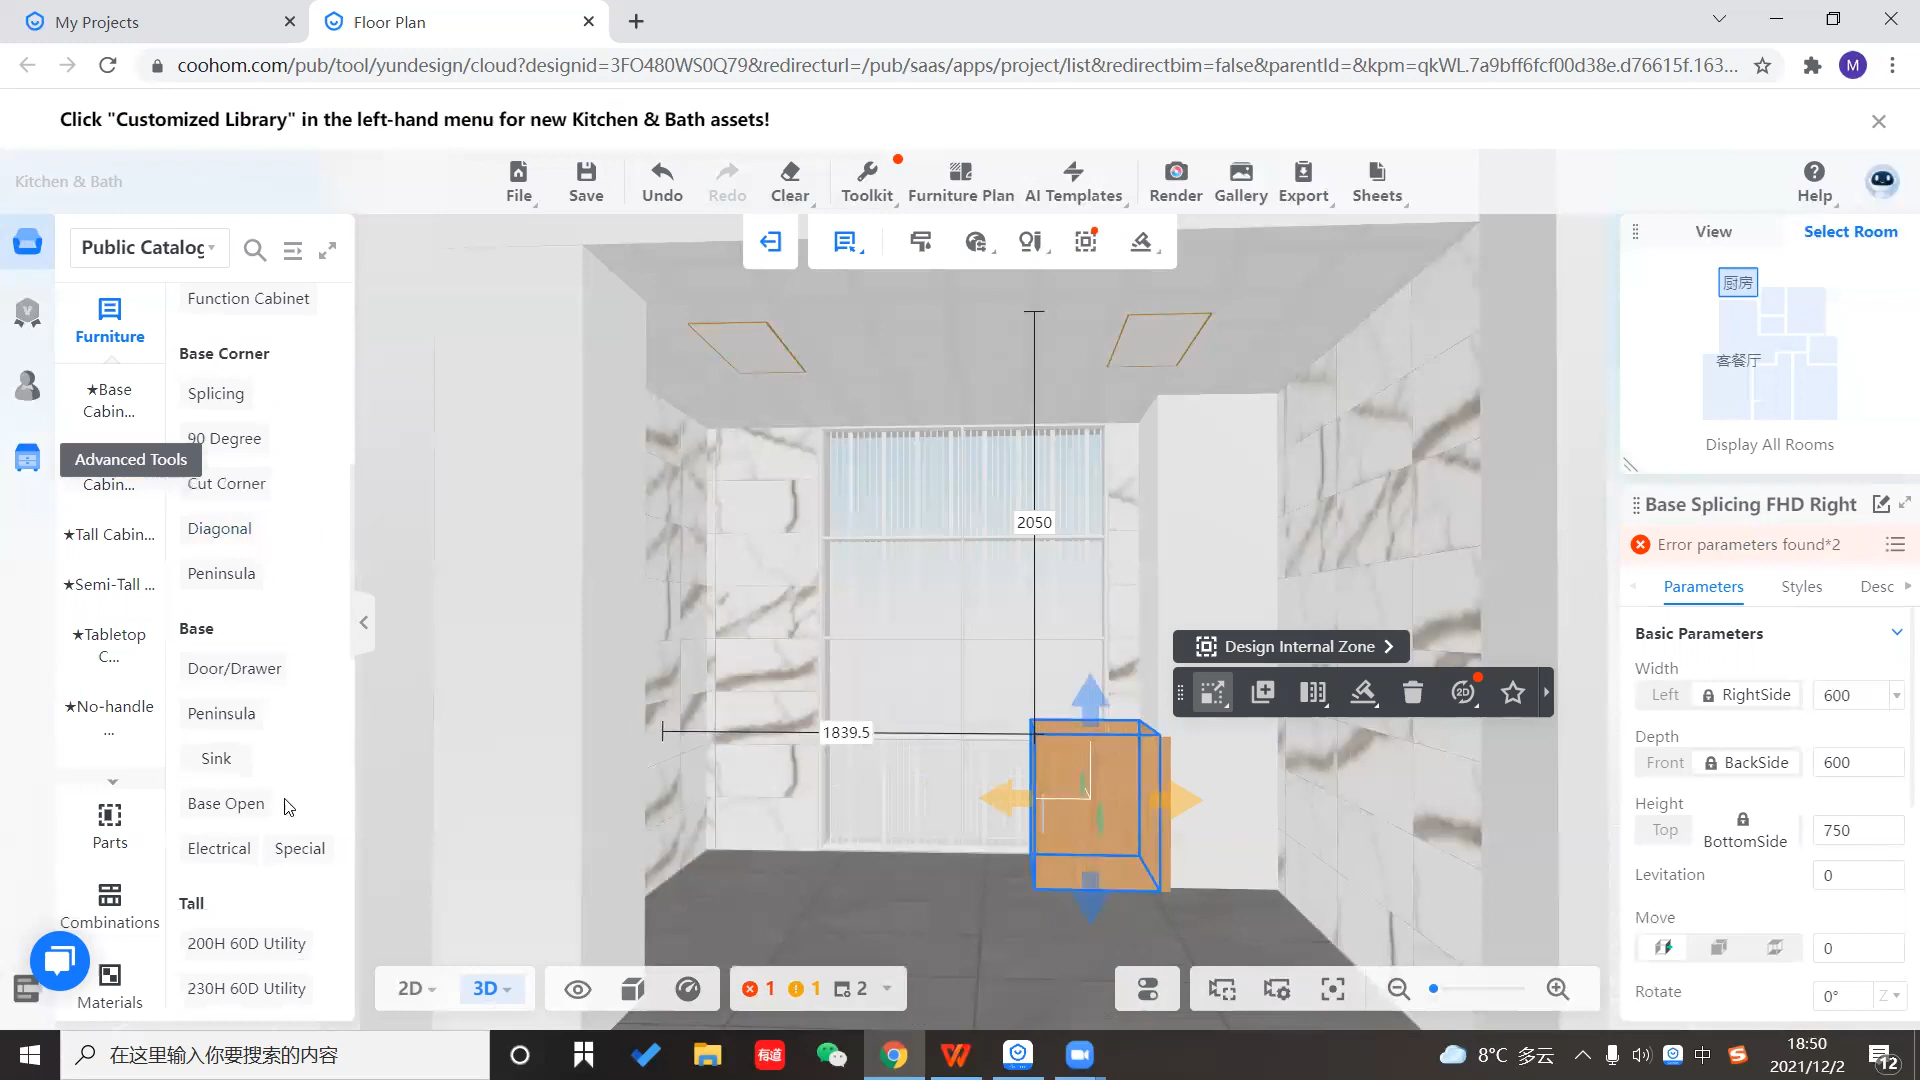 My Projects
Floor Plan
coohom.com/pub/tool/yundesign/cloud?designid=3FO480WS0Q79&redirecturl=/pub/saas/apps/project/list&redirectbim=false&parentId=&kpm=qkWL.7a9bff6fcf00d38e.d76615f.163...
M
Click "Customized Library" in the left-hand menu for new Kitchen & Bath assets!
Kitchen & Bath
File
Save
Undo
Redo
Clear
Toolkit
Furniture Plan
AI Templates
Render
Gallery
Export
Sheets
Help
Public Catalog
Furniture
★Base
Cabin...
Advanced Tools
Cabin...
★Tall Cabin...
★Semi-Tall ...
★Tabletop
C...
★No-handle
...
Parts
Combinations
Materials
Function Cabinet
Base Corner
Splicing
90 Degree
Cut Corner
Diagonal
Peninsula
Base
Door/Drawer
Peninsula
Sink
Base Open
Electrical
Special
Tall
200H 60D Utility
230H 60D Utility
2050
1839.5
Design Internal Zone
2D
2D
3D
1
1
2
View
Select Room
厨房
客餐厅
Display All Rooms
Base Splicing FHD Right
Error parameters found*2
Parameters
Styles
Desc
Basic Parameters
Width
Left
RightSide
600
Depth
Front
BackSide
600
Height
Top
BottomSide
750
Levitation
0
Move
0
Rotate
0°
Z
在这里输入你要搜索的内容
有道
8°C 多云
中
18:50
2021/12/2
12